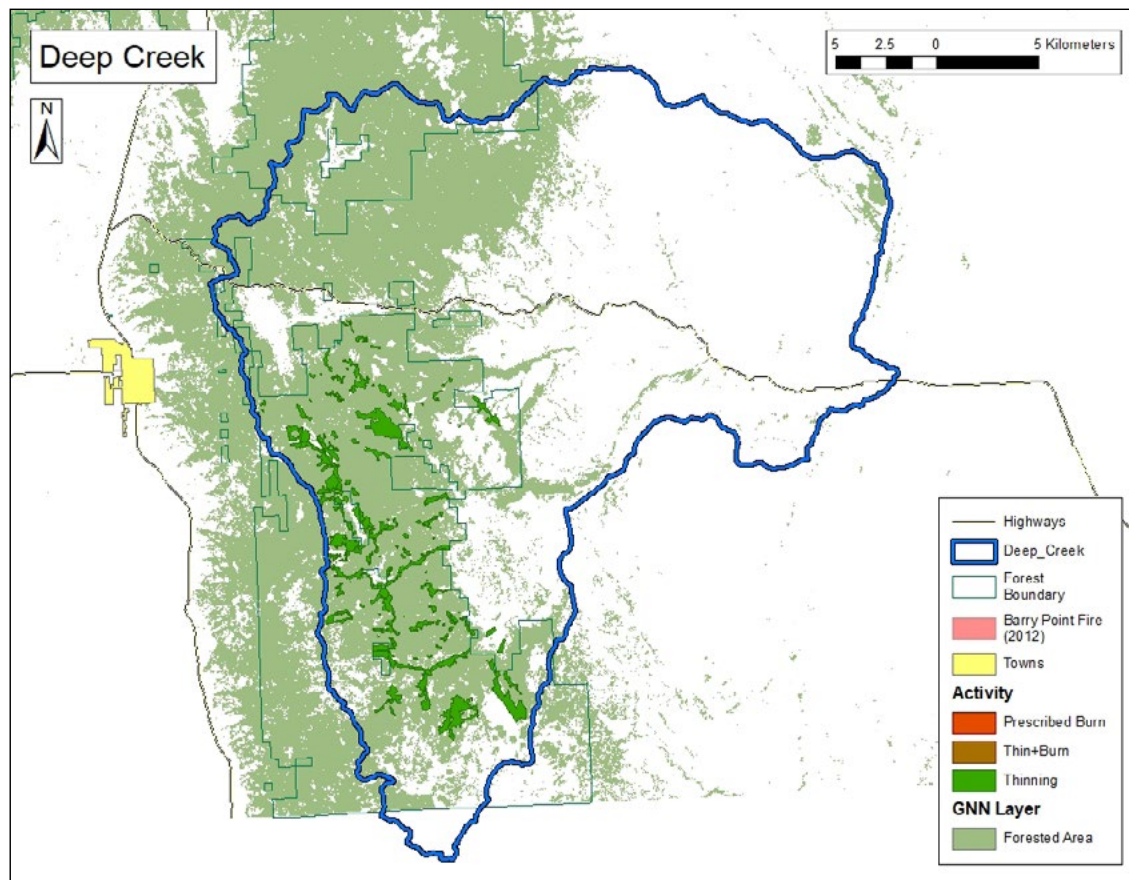 Deep Creek
N
5 2.5 0 5 Kilometers
Highways
Deep_Creek
Forest
Boundary
Barry Point Fire
(2012)
Towns
Activity
Prescribed Burn
Thin+Burn
Thinning
GNN Layer
Forested Area